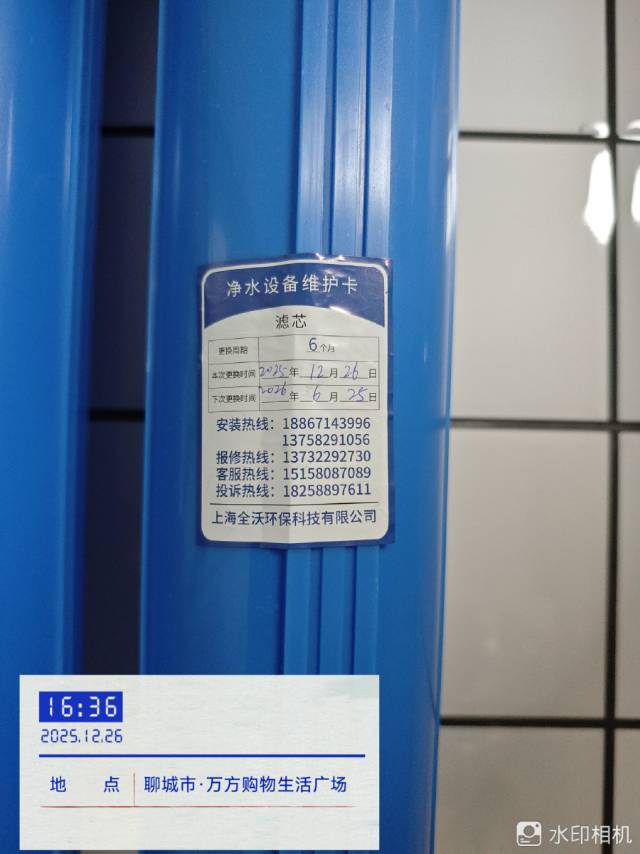 净水设备维护卡
滤芯
更换周期 6个月
本次更换时间 2025年 12月 26日
下次更换时间 2026年 6月 25日
安装热线：18867143996
13758291056
报修热线：13732292730
客服热线：15158087089
投诉热线：18258897611
上海全沃环保科技有限公司
16:36
2025.12.26
地 点 聊城市·万方购物生活广场
水印相机